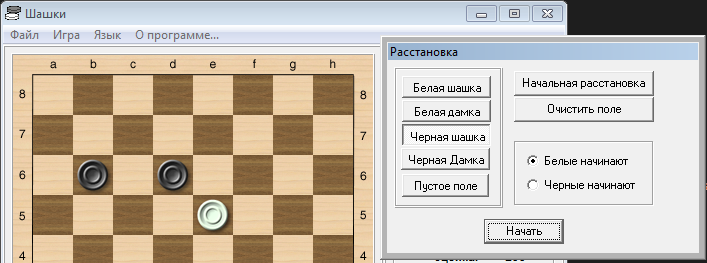 Шашки
Файл Игра Язык О программе...
a b c d e f g h
8 8
7 7
6 6
5 5
4 4
Расстановка
Белая шашка
Белая дамка
Черная шашка
Черная Дамка
Пустое поле
Начальная расстановка
Очистить поле
Белые начинают
Черные начинают
Начать